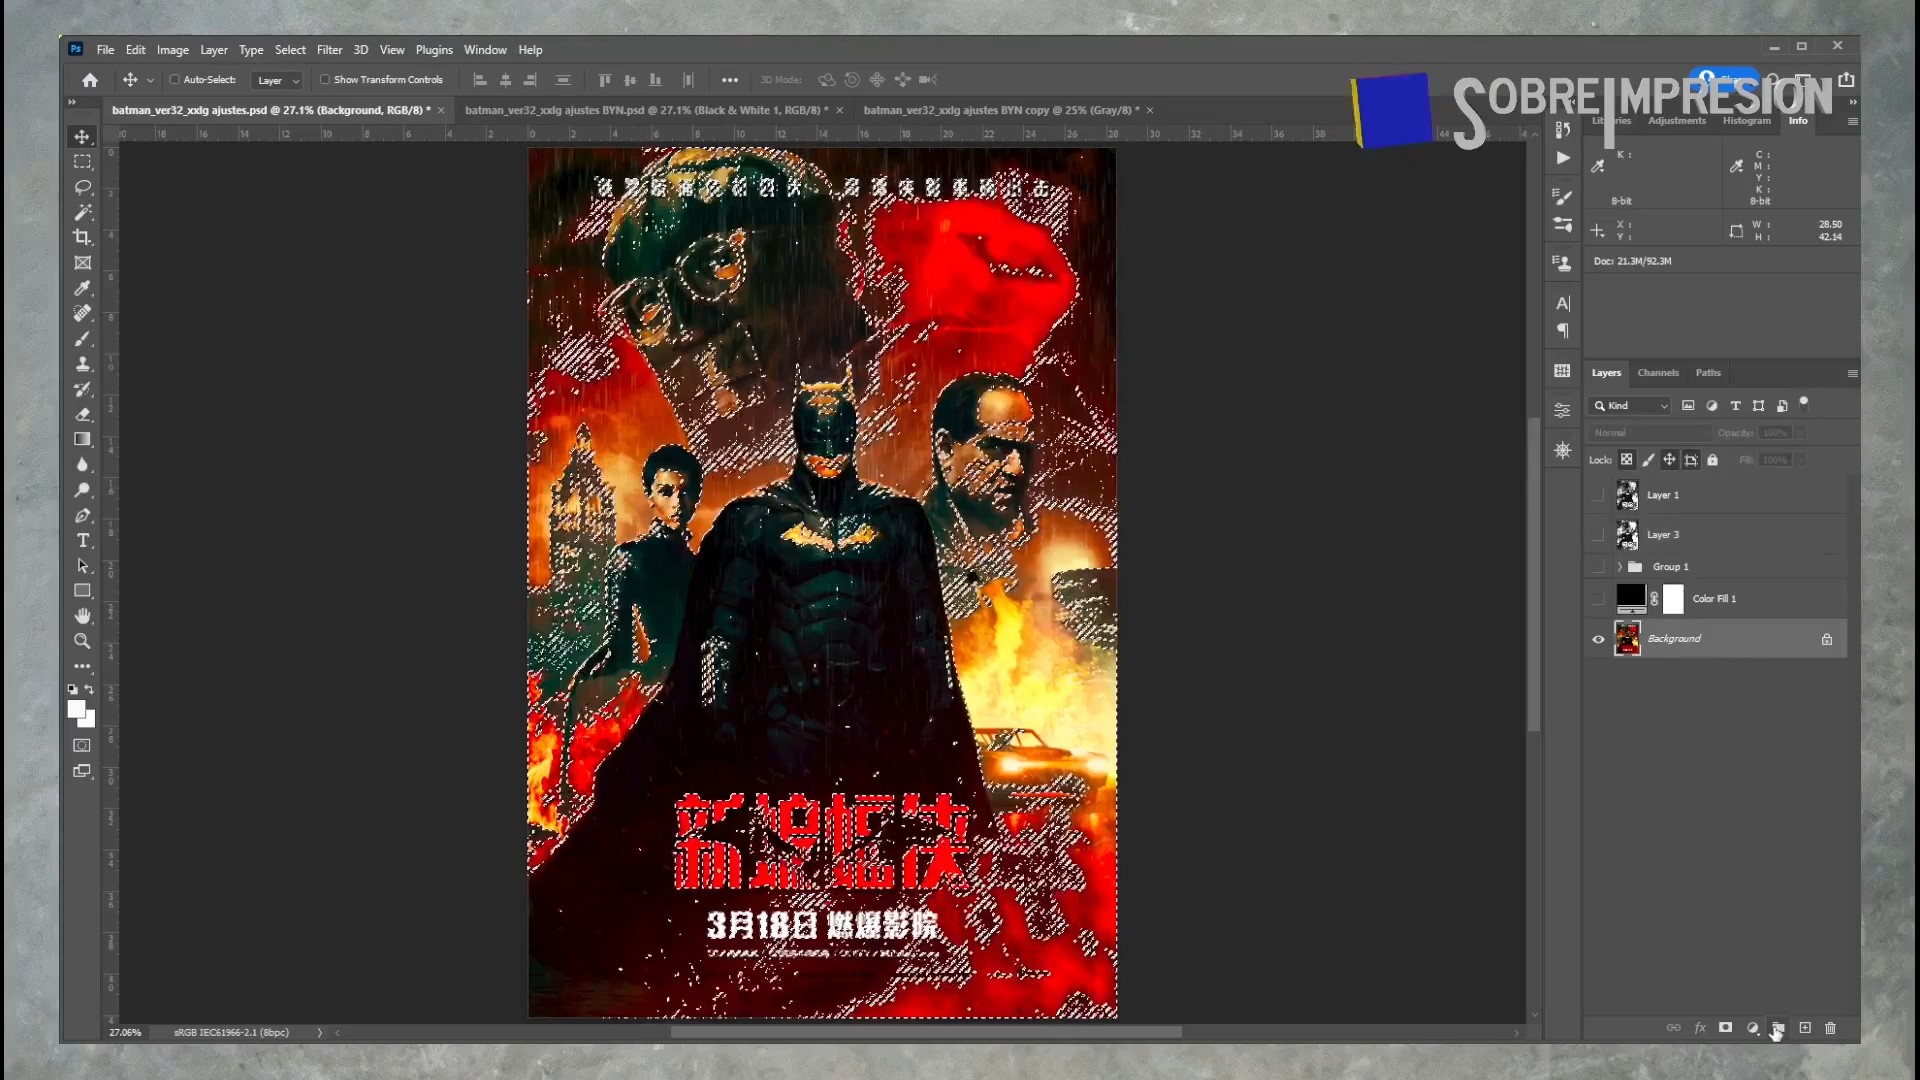 Ps File Edit Image Layer Type Select Filter 3D View Plugins Window Help
Auto-Select: Layer Show Transform Controls ••• 3D Mode:
SOBREIMPRESION
batman_ver32_xxdg ajustes.psd @ 27.1% (Background, RGB/8) * × batman_ver32_xxdg ajustes BYN.psd @ 27.1% (Black & White 1, RGB/8) * × batman_ver32_xxdg ajustes BYN copy @ 25% (Gray/8) * ×
Libraries Adjustments Histogram Info
K: C:
M:
Y:
K:
8-bit 8-bit
X: W: 28.50
Y: H: 42.14
Doc: 21.3M/92.3M
Layers Channels Paths
Kind
Normal Opacity: 100%
Lock: Fill: 100%
Layer 1
Layer 3
Group 1
Color Fill 1
Background
3月18日 燃爆影院
27.06% sRGB IEC61966-2.1 (8bpc)